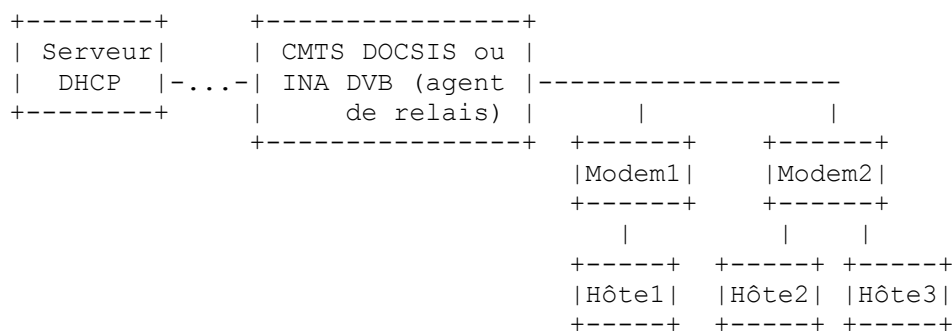 +--------+      +----------------+
| Serveur|      | CMTS DOCSIS ou |
|  DHCP  |-...-| INA DVB (agent |-------------------
+--------+      |      de relais) |      |           |
                +----------------+  +------+    +------+
                                    |Modem1|    |Modem2|
                                    +------+    +------+
                                       |         |    |
                                    +-----+  +-----+ +-----+
                                    |Hôte1|  |Hôte2| |Hôte3|
                                    +-----+  +-----+ +-----+